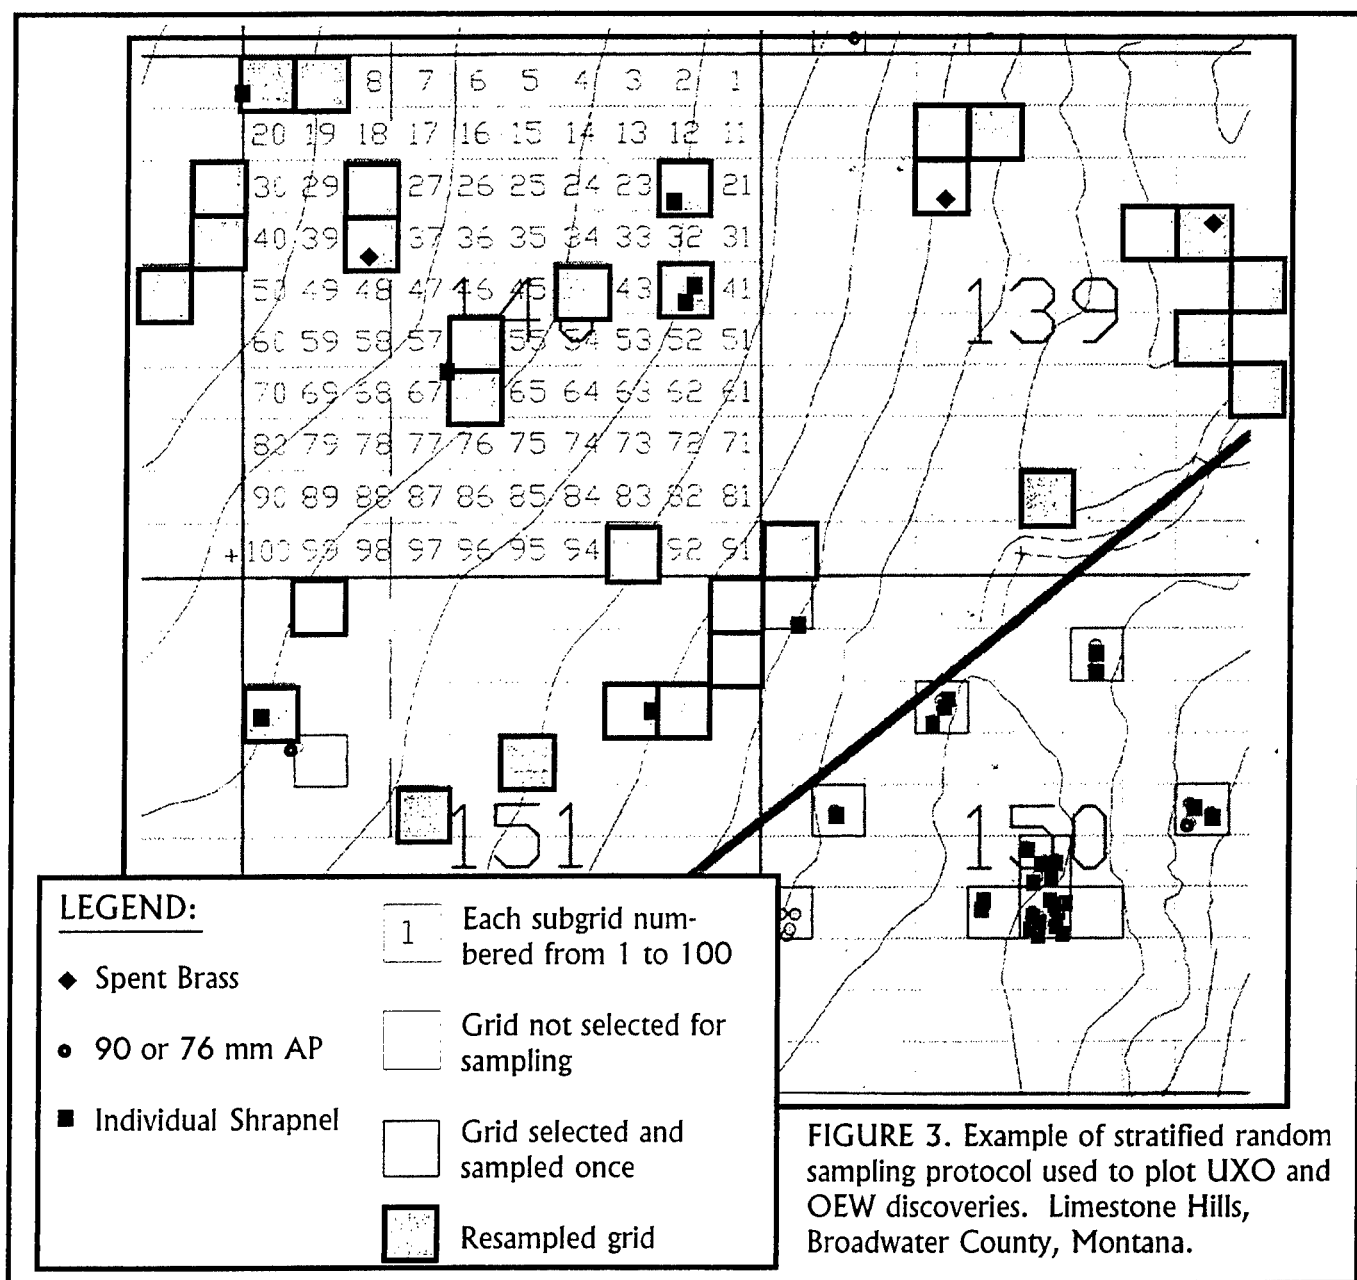 8 7 6 5 4 3 2 1
20 19 18 17 16 15 14 13 12 11
29 27 26 25 24 23 21
40 39 37 36 35 34 33 32 31
49 48 47 46 45 43 41
59 58 57 55 54 53 52 51
70 69 68 67 65 64 63 62 61
79 78 77 76 75 74 73 72 71
90 89 88 87 86 85 84 83 82 81
99 98 97 96 95 94 92 91
139
151
150
LEGEND:
Spent Brass
90 or 76 mm AP
Individual Shrapnel
1
Each subgrid num-
bered from 1 to 100
Grid not selected for
sampling
Grid selected and
sampled once
Resampled grid
FIGURE 3. Example of stratified random
sampling protocol used to plot UXO and
OEW discoveries. Limestone Hills,
Broadwater County, Montana.